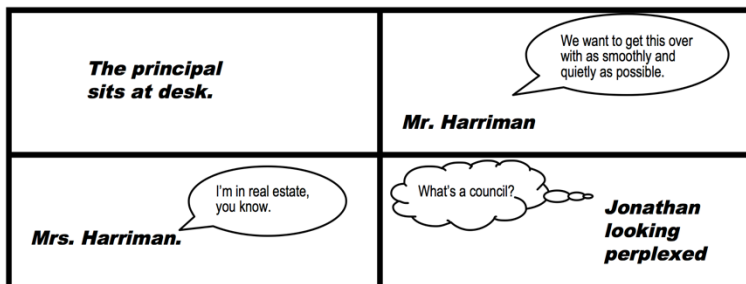 The principal
sits at desk.
We want to get this over
with as smoothly and
quietly as possible.
Mr. Harriman
I'm in real estate,
you know.
Mrs. Harriman.
What's a council?
Jonathan
looking
perplexed